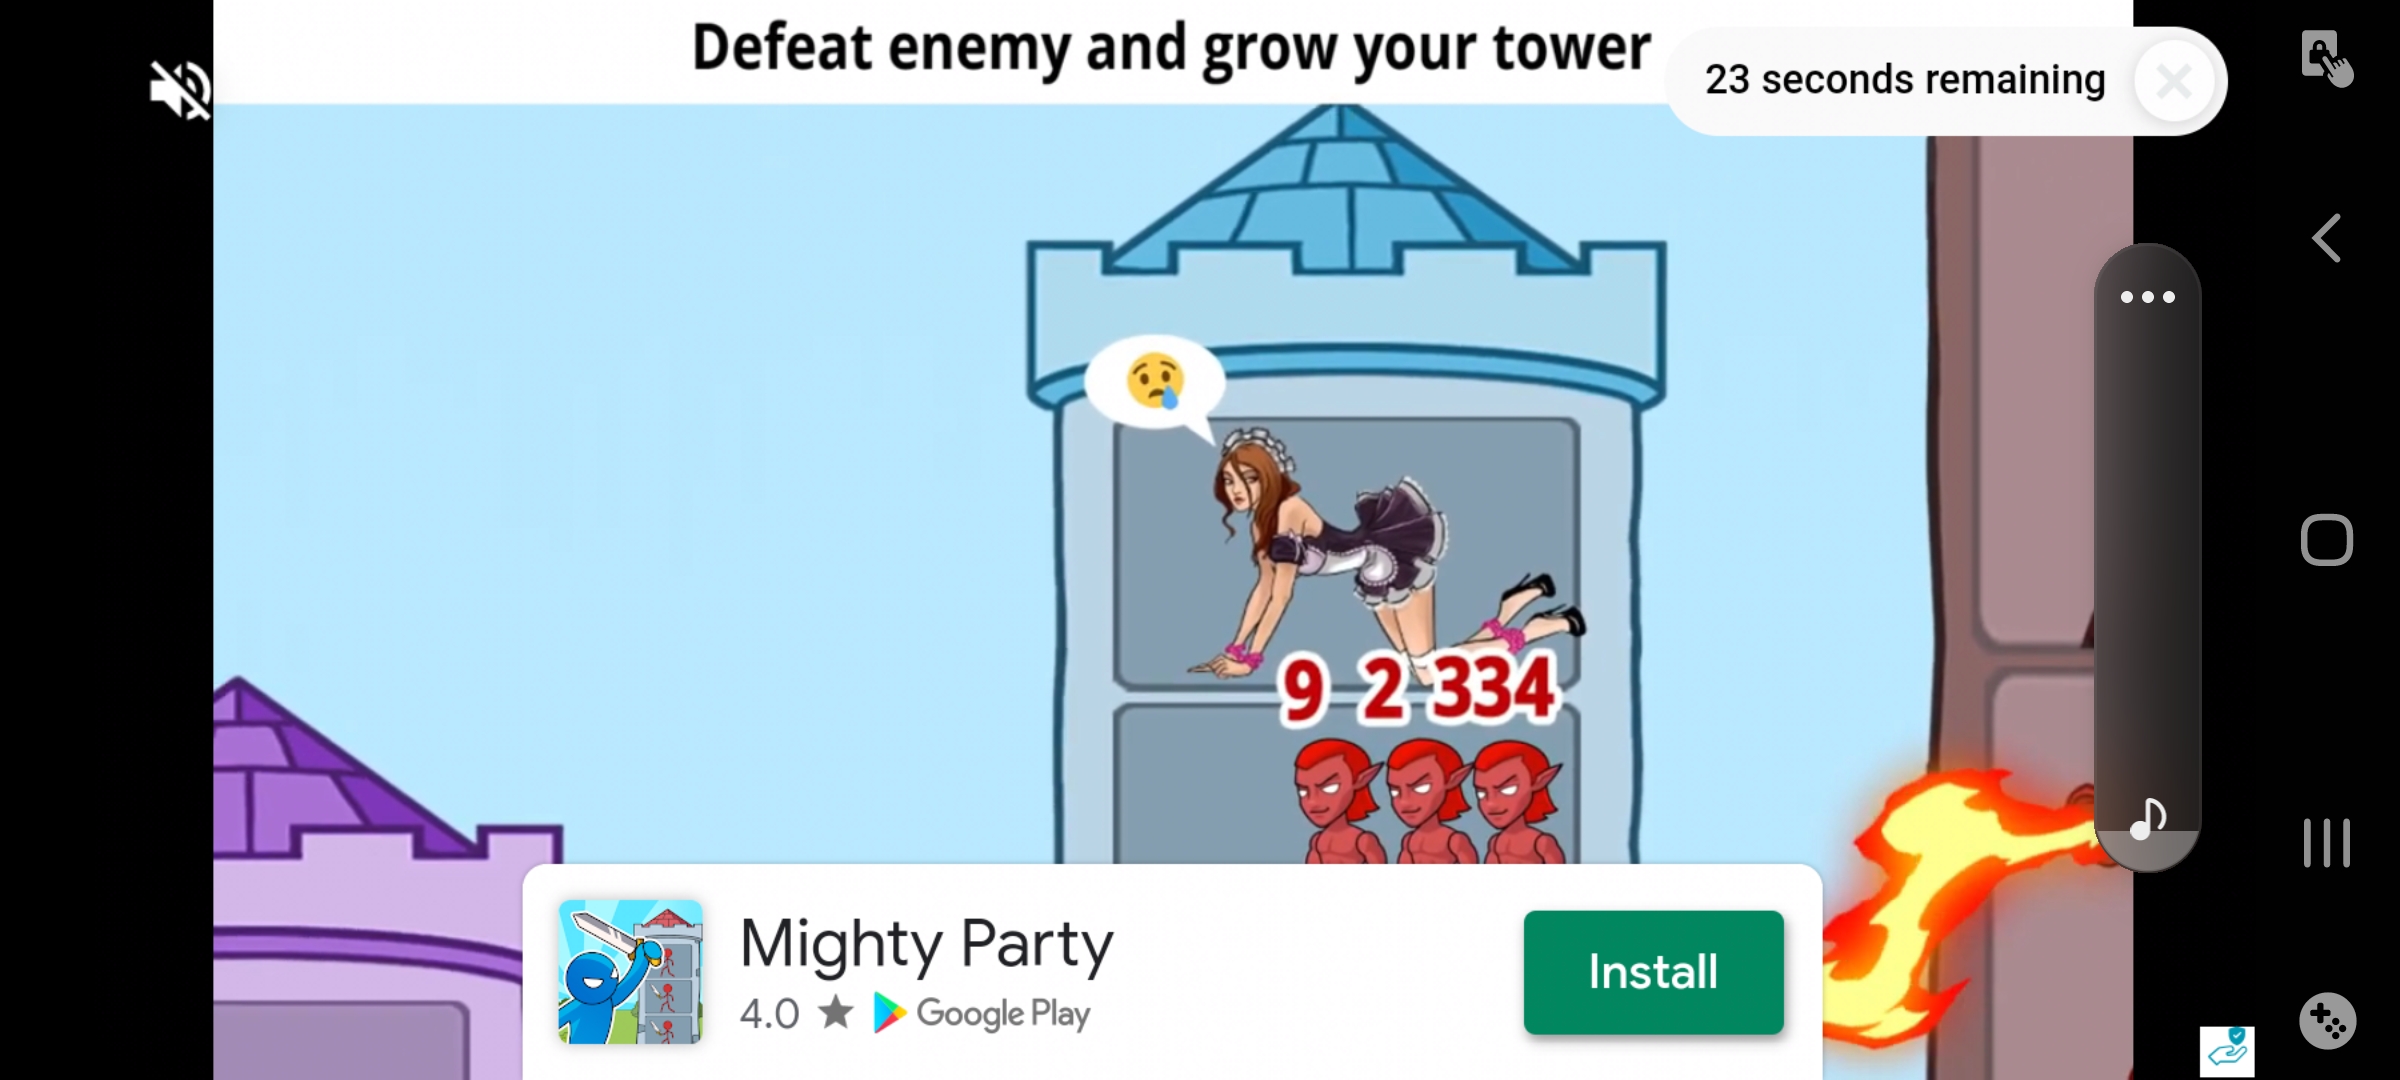 Defeat enemy and grow your tower
23 seconds remaining
9 2 334
Mighty Party
4.0 ★ Google Play
Install